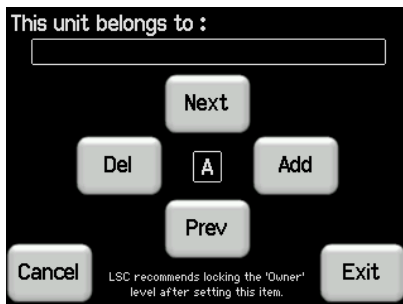 This unit belongs to :
Next
Del
A
Add
Prev
Cancel
LSC recommends locking the 'Owner'
level after setting this item.
Exit